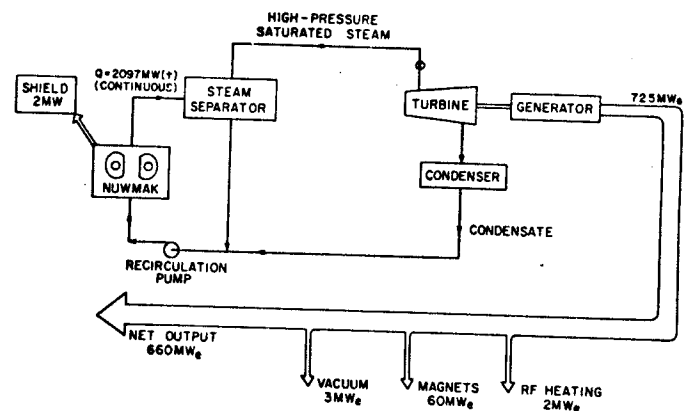 HIGH-PRESSURE
SATURATED STEAM
Q=2097MW(t)
(CONTINUOUS)
SHIELD
2MW
STEAM
SEPARATOR
TURBINE
GENERATOR
725MWe
NUWMAK
CONDENSER
CONDENSATE
RECIRCULATION
PUMP
NET OUTPUT
660MWe
VACUUM
3MWe
MAGNETS
60MWe
RF HEATING
2MWe